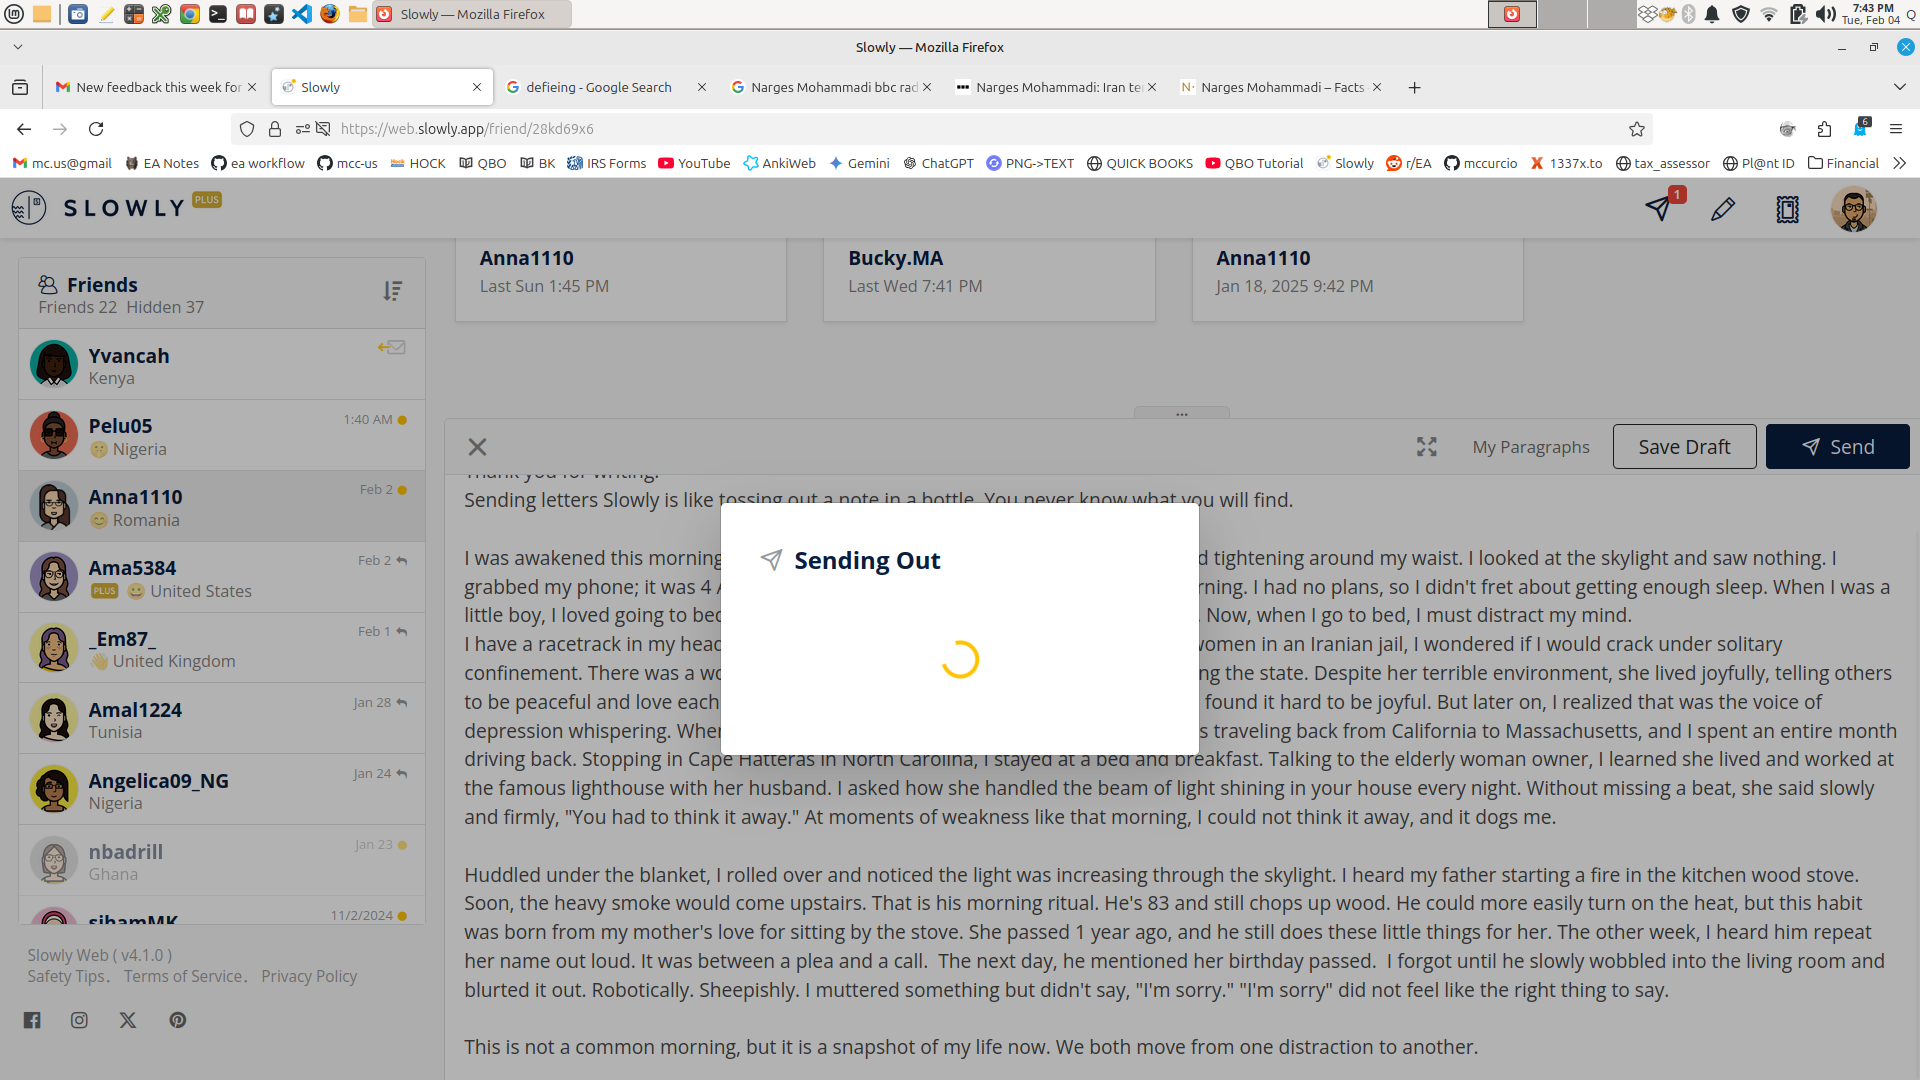 Slowly — Mozilla Firefox
7:43 PM
Tue, Feb 04
Slowly — Mozilla Firefox
New feedback this week for
Slowly
defieing - Google Search
Narges Mohammadi bbc rad
Narges Mohammadi: Iran te
Narges Mohammadi – Facts
https://web.slowly.app/friend/28kd69x6
6
mc.us@gmail EA Notes ea workflow mcc-us HOCK QBO BK IRS Forms YouTube AnkiWeb Gemini ChatGPT PNG->TEXT QUICK BOOKS QBO Tutorial Slowly r/EA mccurcio 1337x.to tax_assessor Pl@nt ID Financial
SLOWLY PLUS
1
Friends
Friends 22 Hidden 37
Yvancah
Kenya
Pelu05 1:40 AM
Nigeria
Anna1110 Feb 2
Romania
Ama5384 Feb 2
PLUS United States
_Em87_ Feb 1
United Kingdom
Amal1224 Jan 28
Tunisia
Angelica09_NG Jan 24
Nigeria
nbadrill Jan 23
Ghana
sihamMK 11/2/2024
Slowly Web ( v4.1.0 )
Safety Tips. Terms of Service. Privacy Policy
Anna1110
Last Sun 1:45 PM
Bucky.MA
Last Wed 7:41 PM
Anna1110
Jan 18, 2025 9:42 PM
My Paragraphs Save Draft Send
Thank you for writing.
Sending letters Slowly is like tossing out a note in a bottle. You never know what you will find.
I was awakened this morning tightening around my waist. I looked at the skylight and saw nothing. I
grabbed my phone; it was 4 I had no plans, so I didn't fret about getting enough sleep. When I was a
little boy, I loved going to Now, when I go to bed, I must distract my mind.
I have a racetrack in my head in an Iranian jail, I wondered if I would crack under solitary
confinement. There was a the state. Despite her terrible environment, she lived joyfully, telling others
to be peaceful and love each found it hard to be joyful. But later on, I realized that was the voice of
depression whispering. traveling back from California to Massachusetts, and I spent an entire month
driving back. Stopping in Cape Hatteras in North Carolina, I stayed at a bed and breakfast. Talking to the elderly woman owner, I learned she lived and worked at
the famous lighthouse with her husband. I asked how she handled the beam of light shining in your house every night. Without missing a beat, she said slowly
and firmly, "You had to think it away." At moments of weakness like that morning, I could not think it away, and it dogs me.
Huddled under the blanket, I rolled over and noticed the light was increasing through the skylight. I heard my father starting a fire in the kitchen wood stove.
Soon, the heavy smoke would come upstairs. That is his morning ritual. He's 83 and still chops up wood. He could more easily turn on the heat, but this habit
was born from my mother's love for sitting by the stove. She passed 1 year ago, and he still does these little things for her. The other week, I heard him repeat
her name out loud. It was between a plea and a call. The next day, he mentioned her birthday passed. I forgot until he slowly wobbled into the living room and
blurted it out. Robotically. Sheepishly. I muttered something but didn't say, "I'm sorry." "I'm sorry" did not feel like the right thing to say.
This is not a common morning, but it is a snapshot of my life now. We both move from one distraction to another.
Sending Out